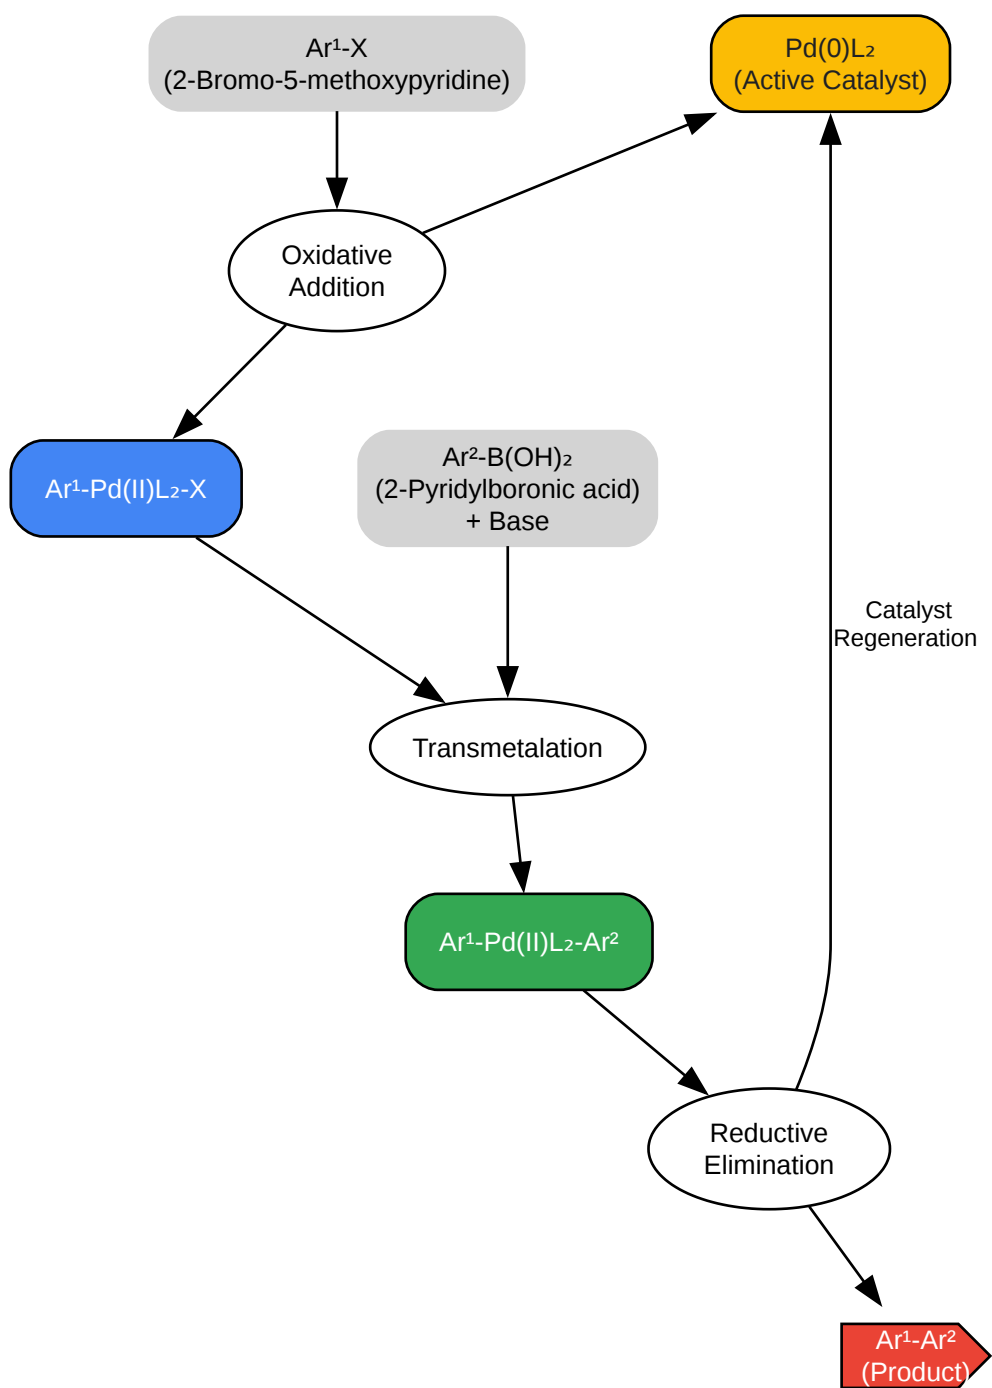 Ar¹-X
(2-Bromo-5-methoxypyridine)
Pd(0)L₂
(Active Catalyst)
Oxidative
Addition
Ar¹-Pd(II)L₂-X
Ar²-B(OH)₂
(2-Pyridylboronic acid)
+ Base
Catalyst
Regeneration
Transmetalation
Ar¹-Pd(II)L₂-Ar²
Reductive
Elimination
Ar¹-Ar²
(Product)